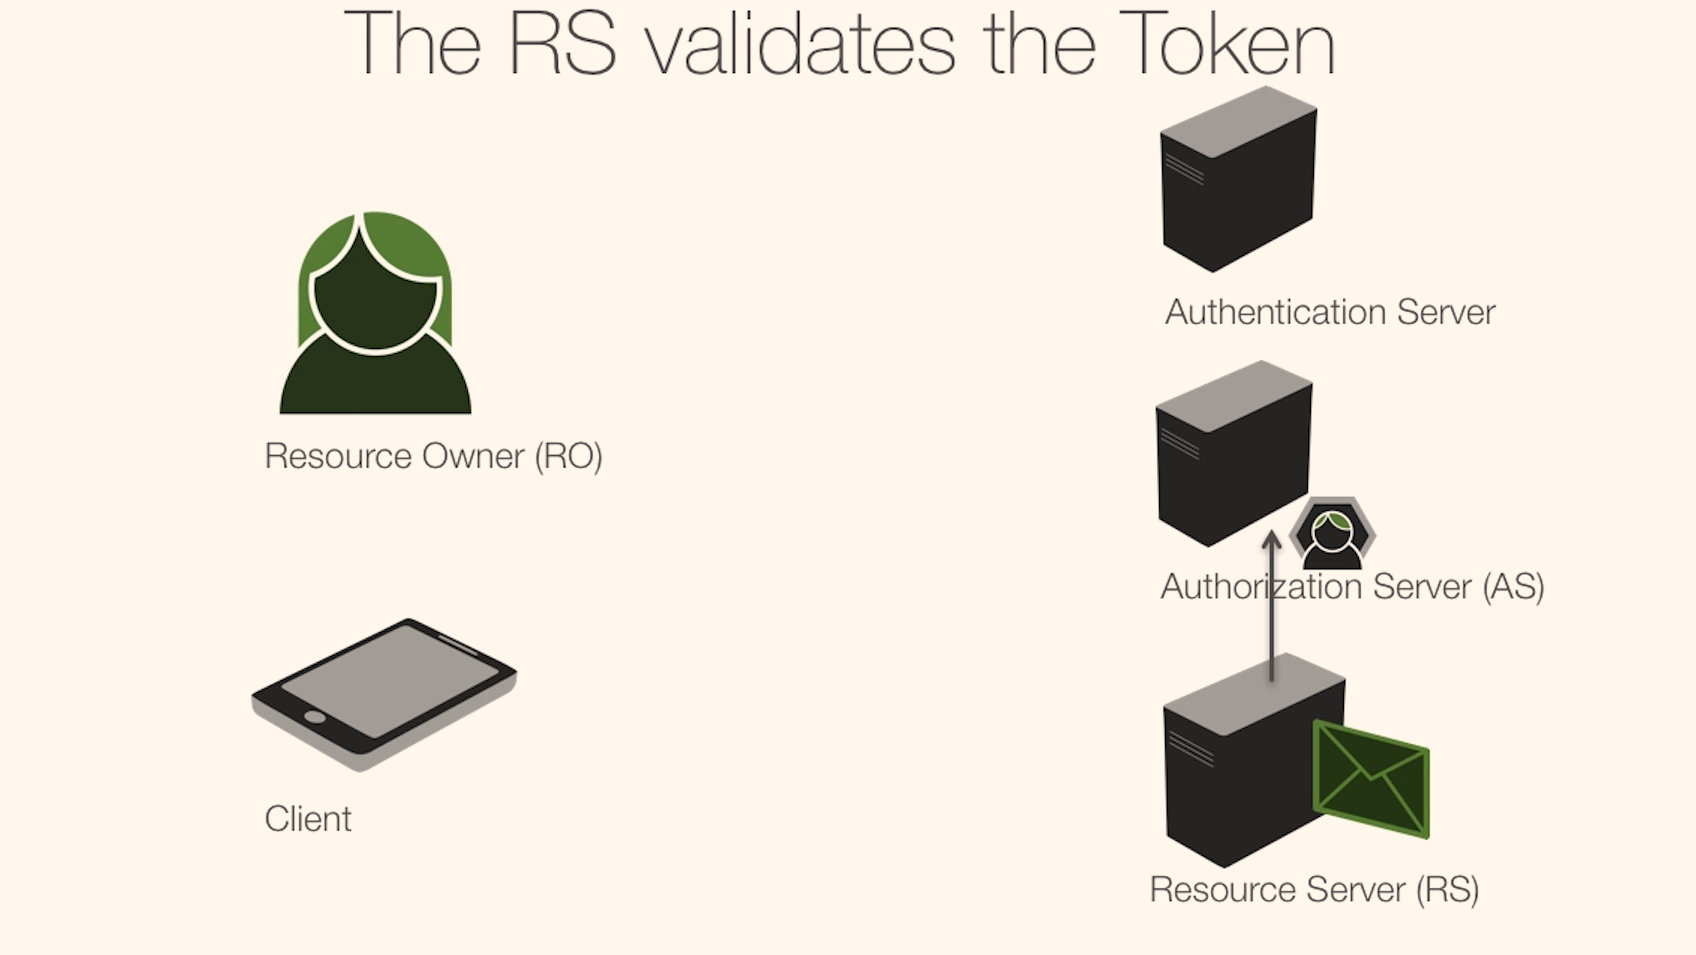 The RS validates the Token
Authentication Server
Resource Owner (RO)
Authorization Server (AS)
Client
Resource Server (RS)